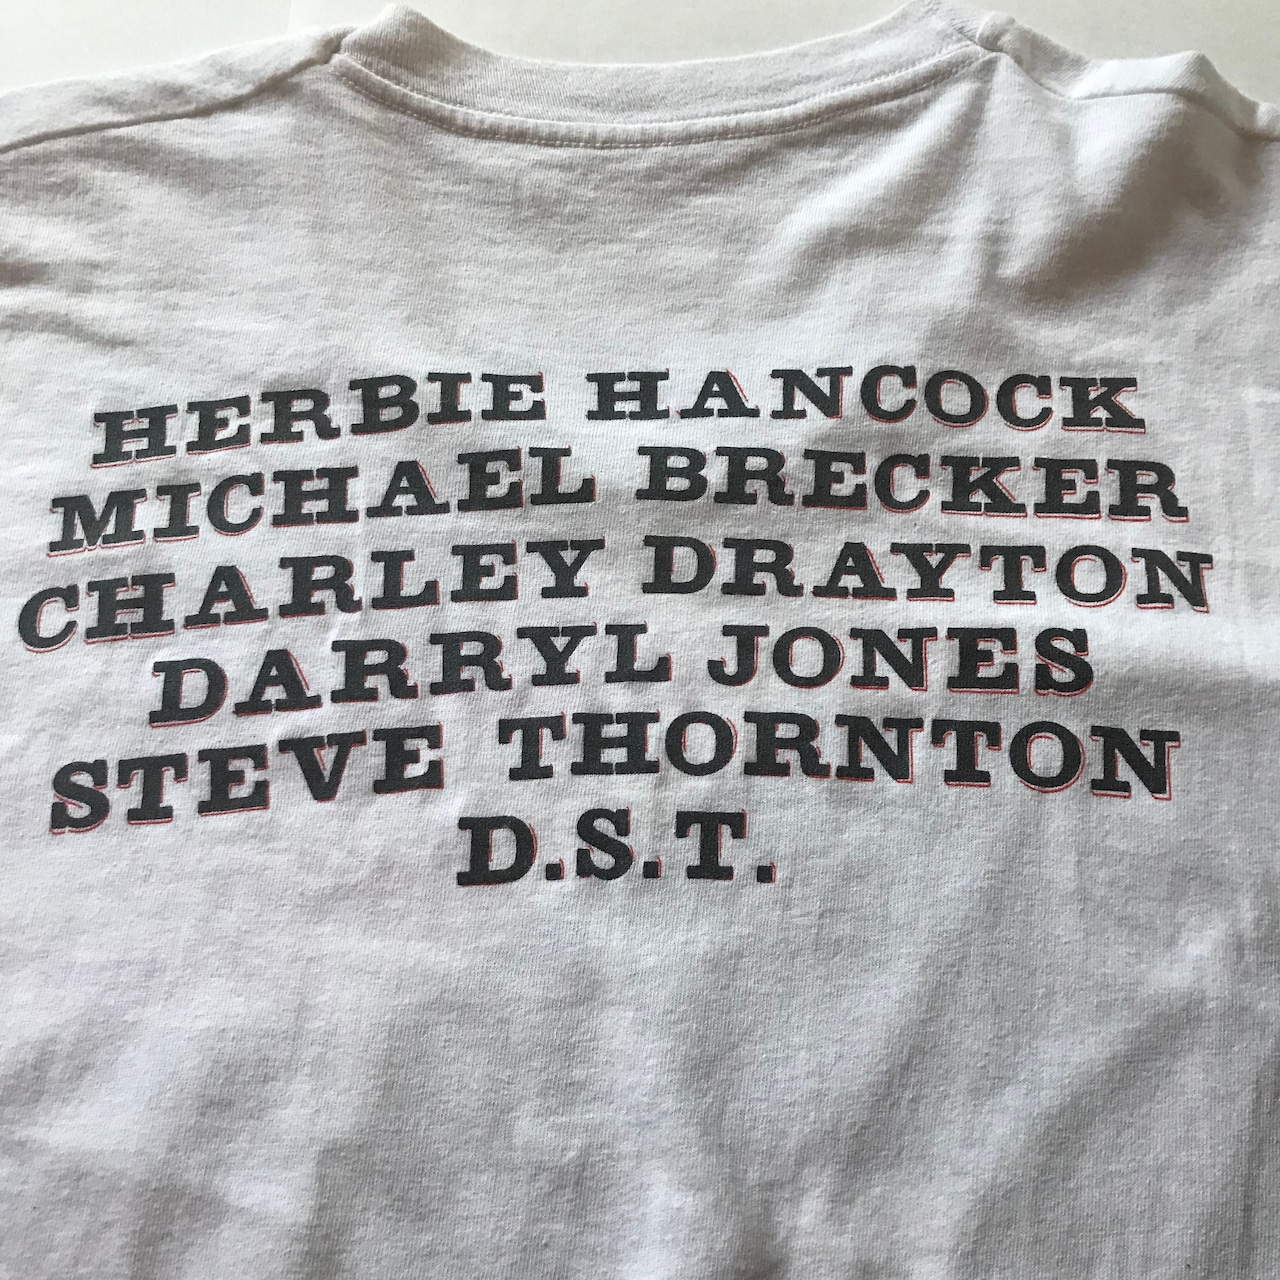 HERBIE HANCOCK
MICHAEL BRECKER
CHARLEY DRAYTON
DARRYL JONES
STEVE THORNTON
D.S.T.